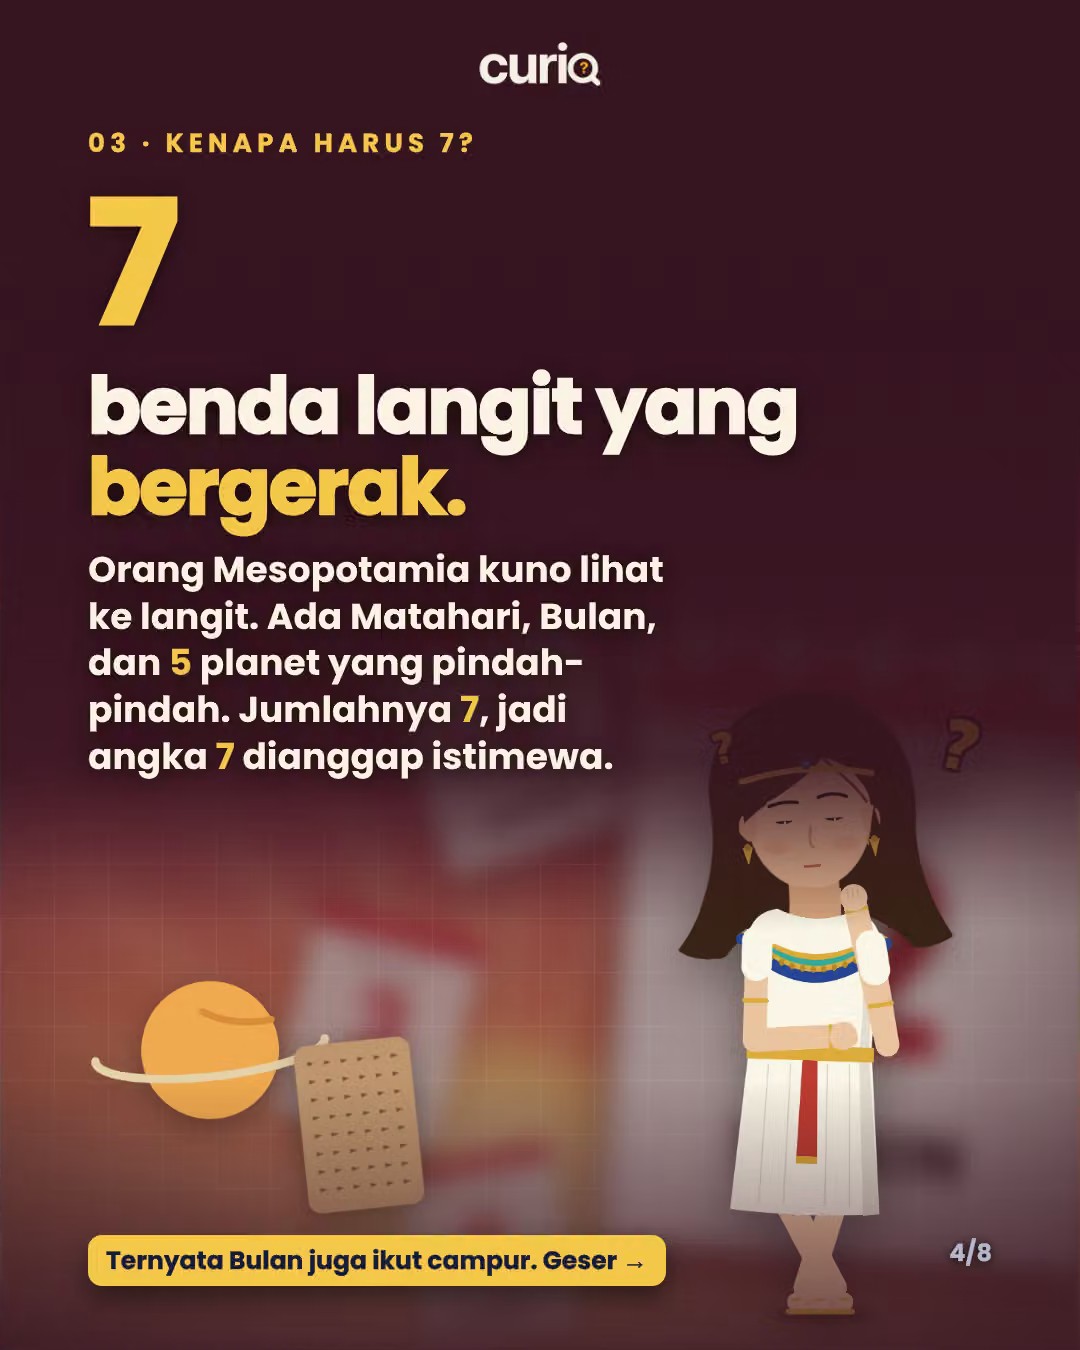 curiq
03 · KENAPA HARUS 7?
7
benda langit yang
bergerak.
Orang Mesopotamia kuno lihat
ke langit. Ada Matahari, Bulan,
dan 5 planet yang pindah-
pindah. Jumlahnya 7, jadi
angka 7 dianggap istimewa.
? ?
Ternyata Bulan juga ikut campur. Geser →
4/8